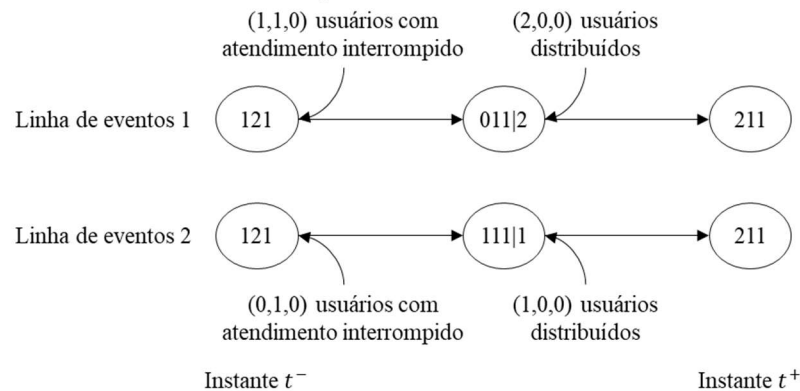 (1,1,0) usuários com
atendimento interrompido
(2,0,0) usuários
distribuídos
Linha de eventos 1
121
011|2
211
Linha de eventos 2
121
111|1
211
(0,1,0) usuários com
atendimento interrompido
(1,0,0) usuários
distribuídos
Instante t⁻
Instante t⁺